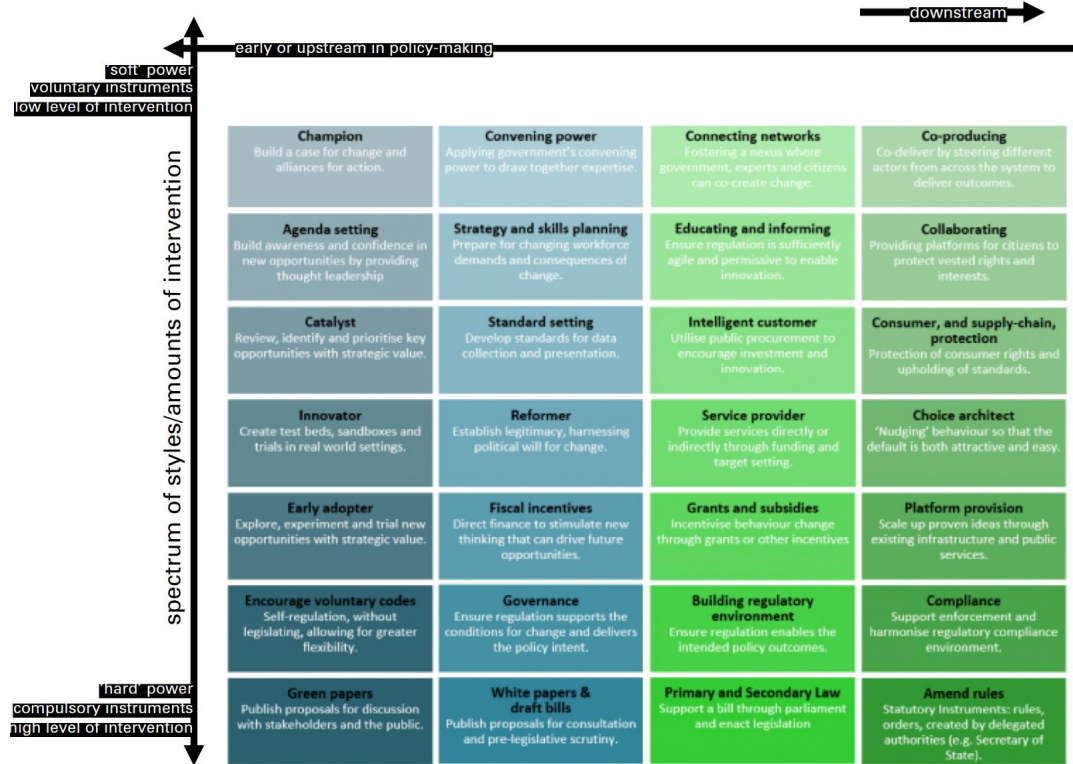 downstream
early or upstream in policy-making
'soft' power
voluntary instruments
low level of intervention
spectrum of styles/amounts of intervention
'hard' power
compulsory instruments
high level of intervention
Champion
Build a case for change and
alliances for action.
Convening power
Applying government's convening
power to draw together expertise.
Connecting networks
Fostering a nexus where
government, experts and citizens
can co-create change.
Co-producing
Co-deliver by steering different
actors from across the system to
deliver outcomes.
Agenda setting
Build awareness and confidence in
new opportunities by providing
thought leadership
Strategy and skills planning
Prepare for changing workforce
demands and consequences of
change.
Educating and informing
Ensure regulation is sufficiently
agile and permissive to enable
innovation.
Collaborating
Providing platforms for citizens to
protect vested rights and
interests.
Catalyst
Review, identify and prioritise key
opportunities with strategic value.
Standard setting
Develop standards for data
collection and presentation.
Intelligent customer
Utilise public procurement to
encourage investment and
innovation.
Consumer, and supply-chain,
protection
Protection of consumer rights and
upholding of standards.
Innovator
Create test beds, sandboxes and
trials in real world settings.
Reformer
Establish legitimacy, harnessing
political will for change.
Service provider
Provide services directly or
indirectly through funding and
target setting.
Choice architect
'Nudging' behaviour so that the
default is both attractive and easy.
Early adopter
Explore, experiment and trial new
opportunities with strategic value.
Fiscal incentives
Direct finance to stimulate new
thinking that can drive future
opportunities.
Grants and subsidies
Incentivise behaviour change
through grants or other incentives
Platform provision
Scale up proven ideas through
existing infrastructure and public
services.
Encourage voluntary codes
Self-regulation, without
legislating, allowing for greater
flexibility.
Governance
Ensure regulation supports the
conditions for change and delivers
the policy intent.
Building regulatory
environment
Ensure regulation enables the
intended policy outcomes.
Compliance
Support enforcement and
harmonise regulatory compliance
environment.
Green papers
Publish proposals for discussion
with stakeholders and the public.
White papers &
draft bills
Publish proposals for consultation
and pre-legislative scrutiny.
Primary and Secondary Law
Support a bill through parliament
and enact legislation
Amend rules
Statutory Instruments: rules,
orders, created by delegated
authorities (e.g. Secretary of
State).